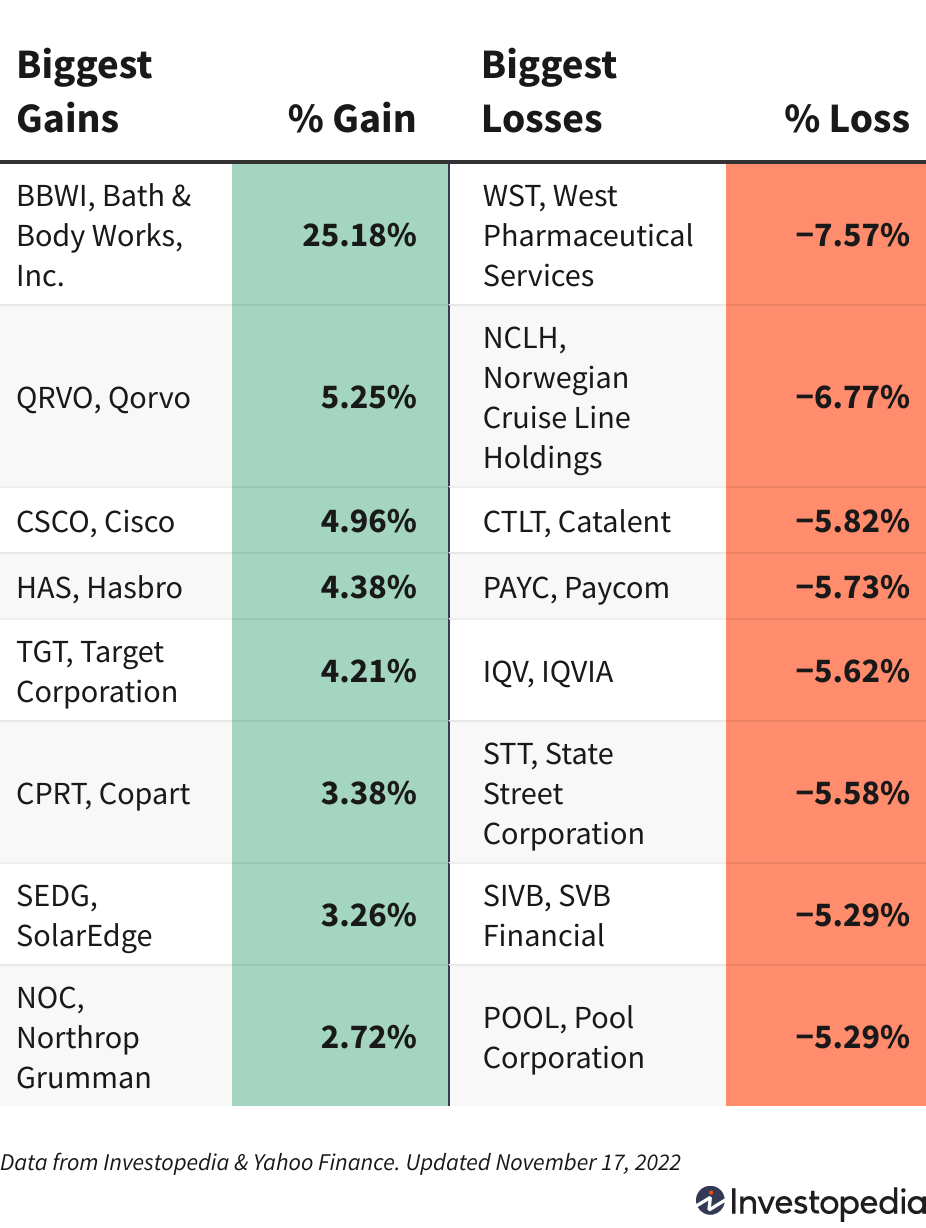 Biggest Gains % Gain Biggest Losses % Loss
BBWI, Bath & Body Works, Inc. 25.18% WST, West Pharmaceutical Services −7.57%
QRVO, Qorvo 5.25% NCLH, Norwegian Cruise Line Holdings −6.77%
CSCO, Cisco 4.96% CTLT, Catalent −5.82%
HAS, Hasbro 4.38% PAYC, Paycom −5.73%
TGT, Target Corporation 4.21% IQV, IQVIA −5.62%
CPRT, Copart 3.38% STT, State Street Corporation −5.58%
SEDG, SolarEdge 3.26% SIVB, SVB Financial −5.29%
NOC, Northrop Grumman 2.72% POOL, Pool Corporation −5.29%
Data from Investopedia & Yahoo Finance. Updated November 17, 2022
Investopedia